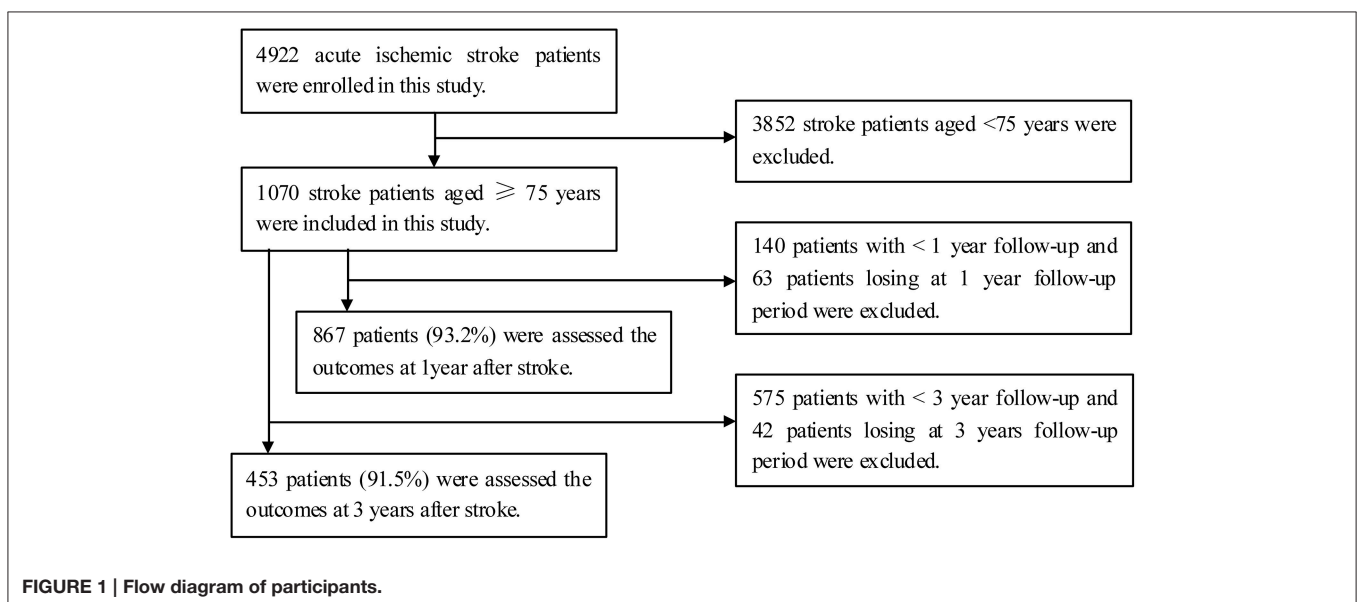 4922 acute ischemic stroke patients
were enrolled in this study.
3852 stroke patients aged <75 years were
excluded.
1070 stroke patients aged ⩾ 75 years
were included in this study.
140 patients with < 1 year follow-up and
63 patients losing at 1 year follow-up
period were excluded.
867 patients (93.2%) were assessed the
outcomes at 1year after stroke.
575 patients with < 3 year follow-up and
42 patients losing at 3 years follow-up
period were excluded.
453 patients (91.5%) were assessed the
outcomes at 3 years after stroke.
FIGURE 1 | Flow diagram of participants.